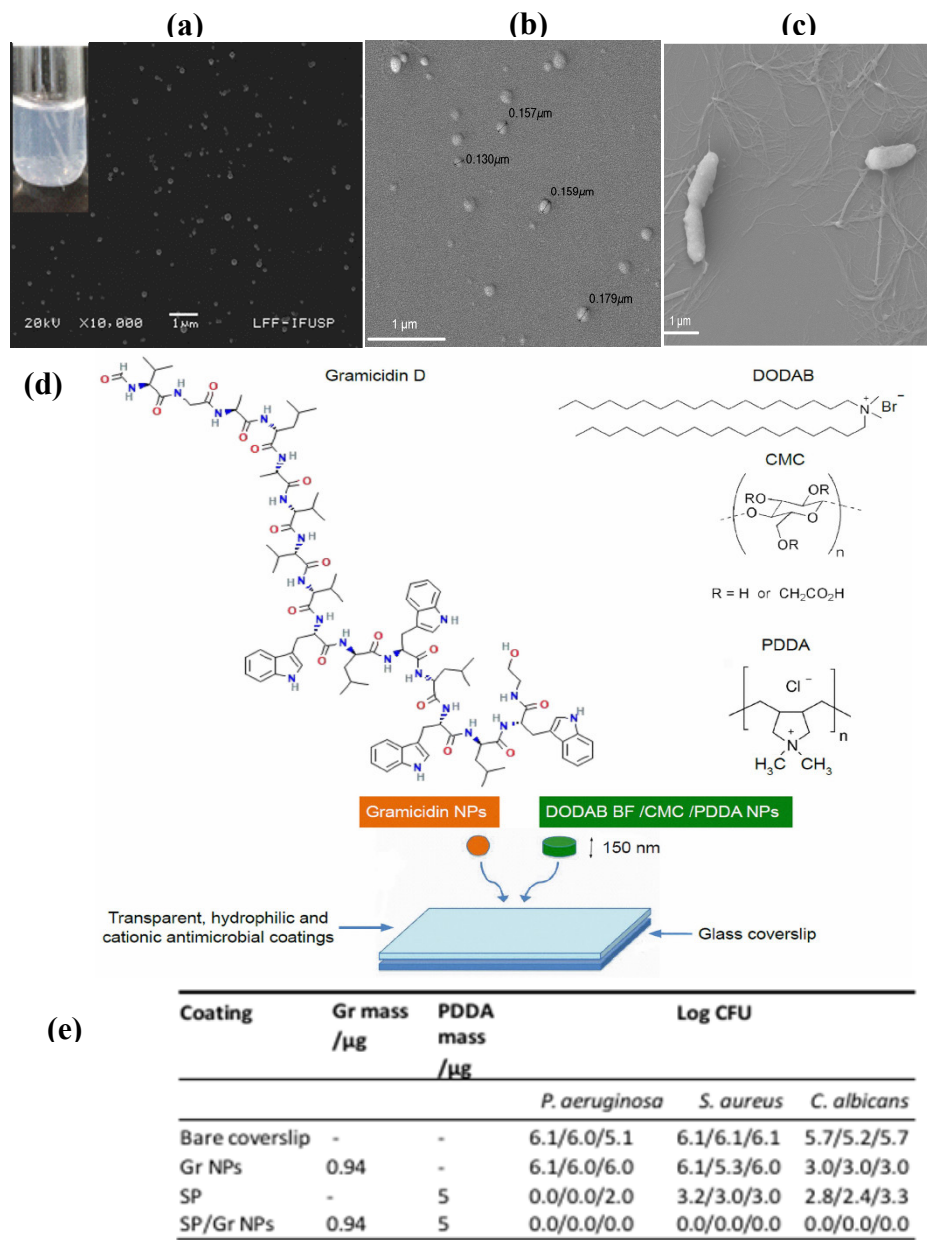 (a)
(b)
(c)
20kV X10,000 1µm LFF-IFUSP
0.157µm
0.130µm
0.159µm
0.179µm
1 µm
1 µm
(d)
Gramicidin D
DODAB
Br⁻
CMC
R = H or CH₂CO₂H
PDDA
Cl⁻
H₃C CH₃
Gramicidin NPs
DODAB BF /CMC /PDDA NPs
150 nm
Transparent, hydrophilic and
cationic antimicrobial coatings
Glass coverslip
(e)
Coating Gr mass PDDA Log CFU
/µg mass
/µg
P. aeruginosa S. aureus C. albicans
Bare coverslip - - 6.1/6.0/5.1 6.1/6.1/6.1 5.7/5.2/5.7
Gr NPs 0.94 - 6.1/6.0/6.0 6.1/5.3/6.0 3.0/3.0/3.0
SP - 5 0.0/0.0/2.0 3.2/3.0/3.0 2.8/2.4/3.3
SP/Gr NPs 0.94 5 0.0/0.0/0.0 0.0/0.0/0.0 0.0/0.0/0.0